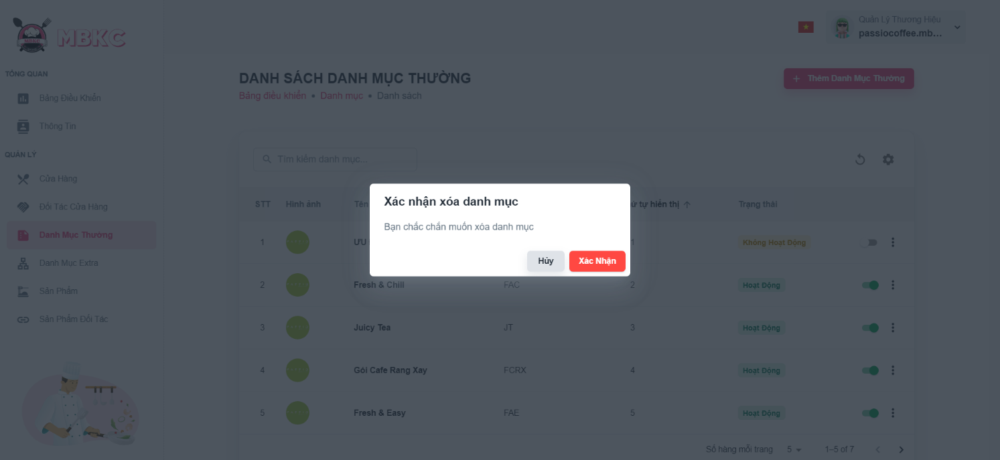 MBKC
MBKC
Quản Lý Thương Hiệu
passiocoffee.mb...
TỔNG QUAN
Bảng Điều Khiển
Thông Tin
QUẢN LÝ
Cửa Hàng
Đối Tác Cửa Hàng
Danh Mục Thường
Danh Mục Extra
Sản Phẩm
Sản Phẩm Đối Tác
DANH SÁCH DANH MỤC THƯỜNG
Bảng điều khiển • Danh mục • Danh sách
+ Thêm Danh Mục Thường
Tìm kiếm danh mục...
STT Hình ảnh Tên hiển thị ↑ Trạng thái
1 ƯU 1 Không Hoạt Động
Xác nhận xóa danh mục
Bạn chắc chắn muốn xóa danh mục
Hủy Xác Nhận
2 Fresh & Chill FAC 2 Hoạt Động
3 Juicy Tea JT 3 Hoạt Động
4 Gói Cafe Rang Xay FCRX 4 Hoạt Động
5 Fresh & Easy FAE 5 Hoạt Động
Số hàng mỗi trang 5 1–5 of 7